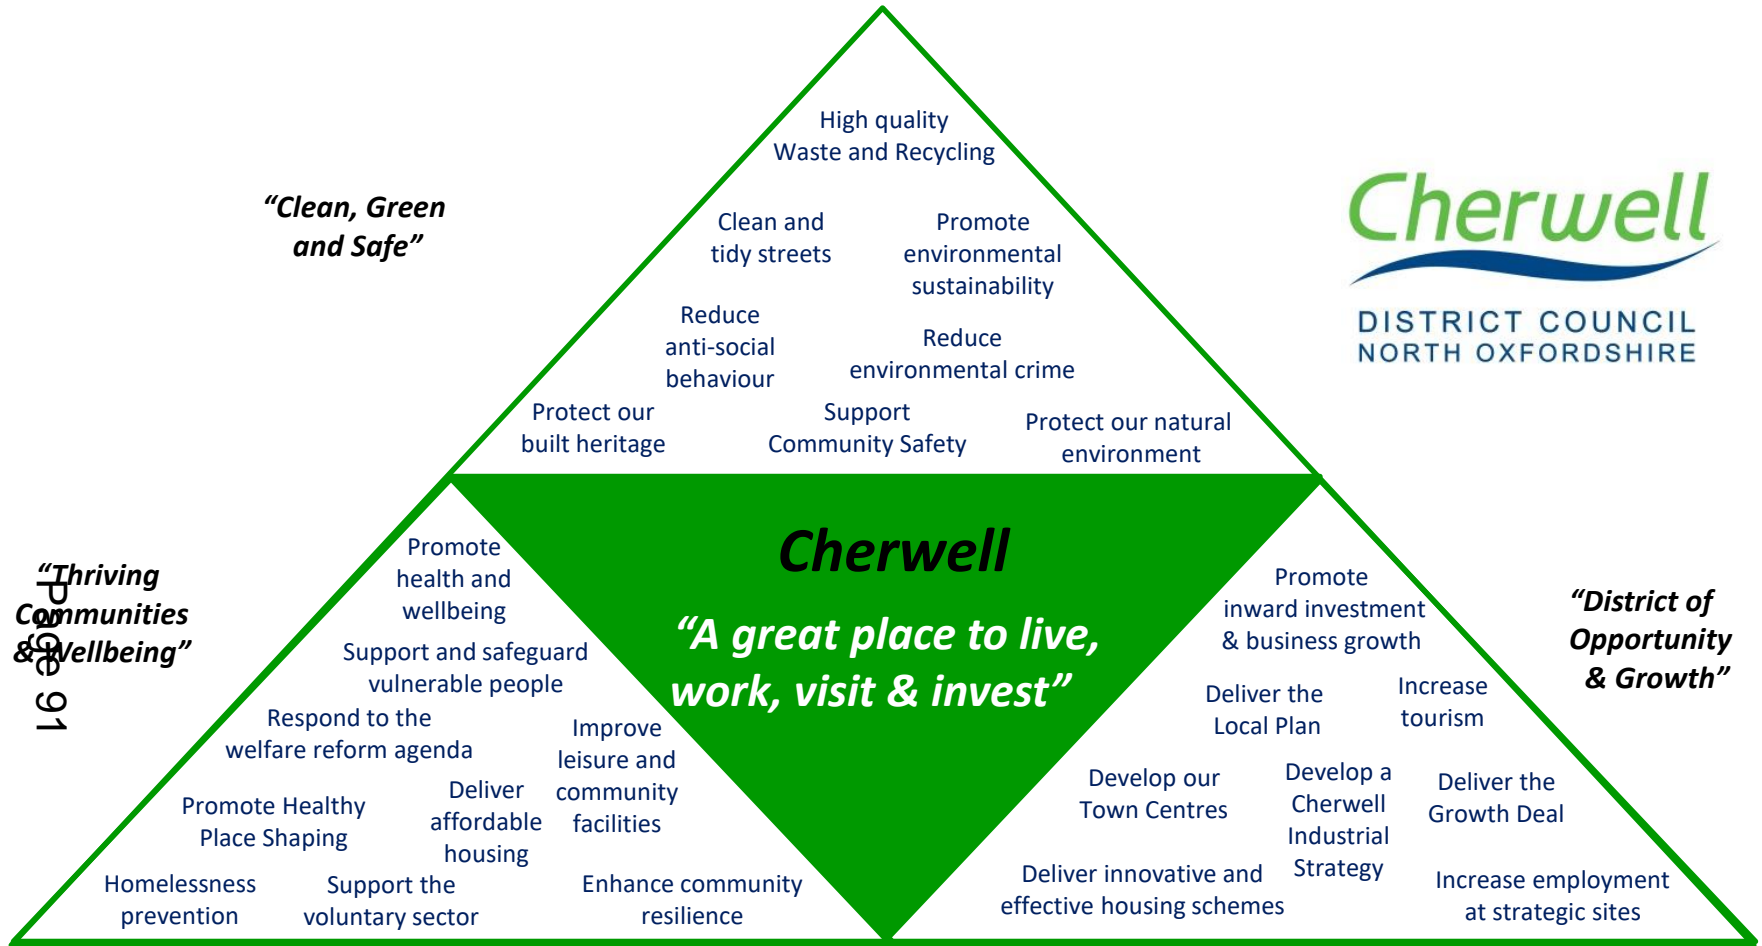 High quality
Waste and Recycling
“Clean, Green
and Safe”
Clean and
tidy streets
Promote
environmental
sustainability
Reduce
anti-social
behaviour
Reduce
environmental crime
Protect our
built heritage
Support
Community Safety
Protect our natural
environment
Cherwell
DISTRICT COUNCIL
NORTH OXFORDSHIRE
Cherwell
“A great place to live,
work, visit & invest”
“Thriving
Communities
& Wellbeing”
Page 91
Promote
health and
wellbeing
Support and safeguard
vulnerable people
Respond to the
welfare reform agenda
Improve
leisure and
community
facilities
Promote Healthy
Place Shaping
Deliver
affordable
housing
Homelessness
prevention
Support the
voluntary sector
Enhance community
resilience
“District of
Opportunity
& Growth”
Promote
inward investment
& business growth
Deliver the
Local Plan
Increase
tourism
Develop our
Town Centres
Develop a
Cherwell
Industrial
Strategy
Deliver the
Growth Deal
Deliver innovative and
effective housing schemes
Increase employment
at strategic sites